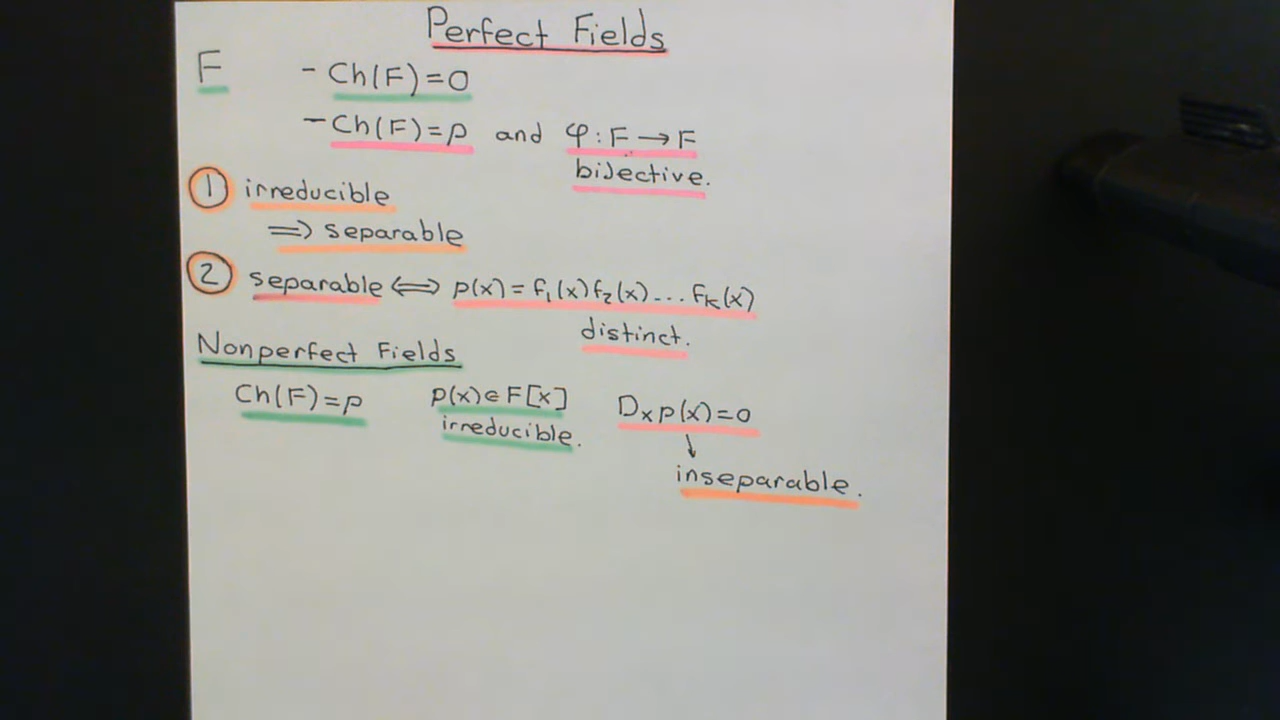 Perfect Fields
F - Ch(F)=0
- Ch(F)=p and φ:F→F
bijective.
① irreducible
⟹ separable
② separable ⟺ p(x)=f₁(x)f₂(x)...fₖ(x)
distinct.
Nonperfect Fields
Ch(F)=p p(x)∈F[x] Dₓp(x)=0
irreducible. ↓
inseparable.